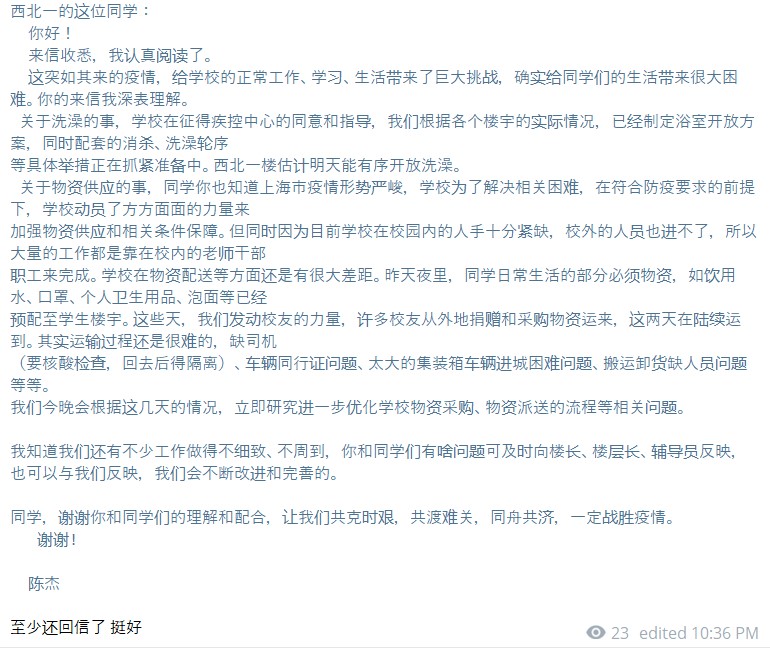 西北一的这位同学：
你好！
来信收悉，我认真阅读了。
这突如其来的疫情，给学校的正常工作、学习、生活带来了巨大挑战，确实给同学们的生活带来很大困
难。你的来信我深表理解。
关于洗澡的事，学校在征得疾控中心的同意和指导，我们根据各个楼宇的实际情况，已经制定浴室开放方
案，同时配套的消杀、洗澡轮序
等具体举措正在抓紧准备中。西北一楼估计明天能有序开放洗澡。
关于物资供应的事，同学你也知道上海市疫情形势严峻，学校为了解决相关困难，在符合防疫要求的前提
下，学校动员了方方面面的力量来
加强物资供应和相关条件保障。但同时因为目前学校在校园内的人手十分紧缺，校外的人员也进不了，所以
大量的工作都是靠在校内的老师干部
职工来完成。学校在物资配送等方面还是有很大差距。昨天夜里，同学日常生活的部分必须物资，如饮用
水、口罩、个人卫生用品、泡面等已经
预配至学生楼宇。这些天，我们发动校友的力量，许多校友从外地捐赠和采购物资运来，这两天在陆续运
到。其实运输过程还是很难的，缺司机
（要核酸检查，回去后得隔离）、车辆同行证问题、太大的集装箱车辆进城困难问题、搬运卸货缺人员问题
等等。
我们今晚会根据这几天的情况，立即研究进一步优化学校物资采购、物资派送的流程等相关问题。
我知道我们还有不少工作做得不细致、不周到，你和同学们有啥问题可及时向楼长、楼层长、辅导员反映，
也可以与我们反映，我们会不断改进和完善的。
同学，谢谢你和同学们的理解和配合，让我们共克时艰，共渡难关，同舟共济，一定战胜疫情。
谢谢！
陈杰
至少还回信了 挺好
23 edited 10:36 PM